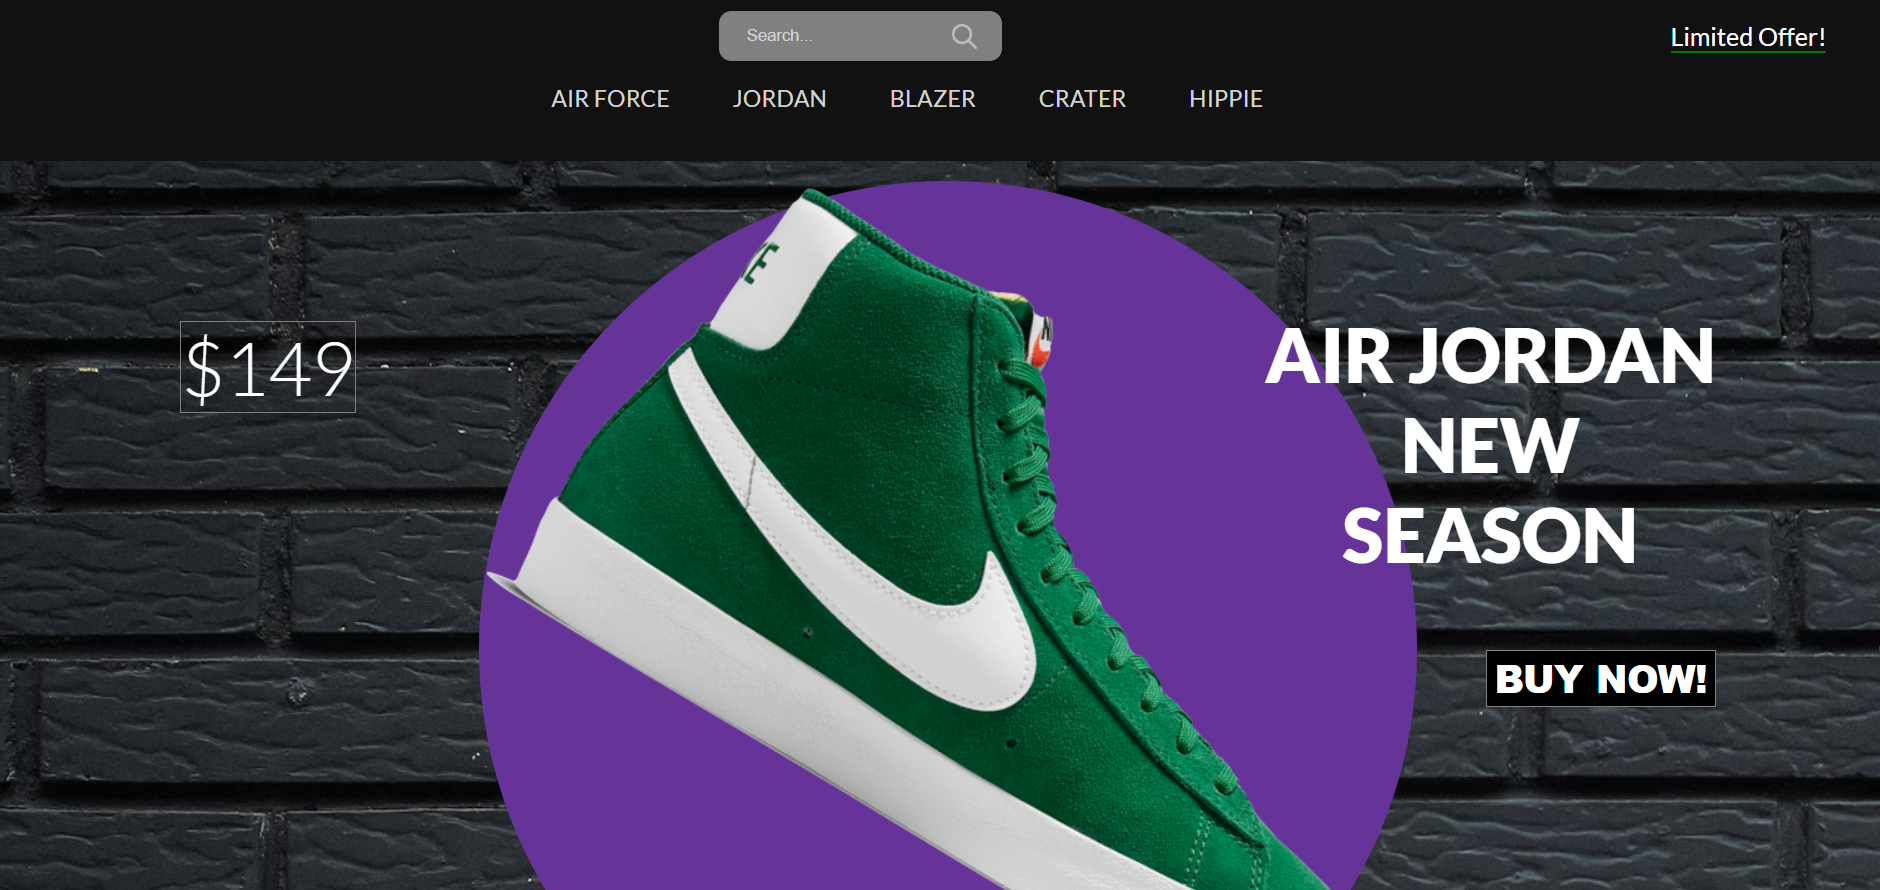 Search...
Limited Offer!
AIR FORCE JORDAN BLAZER CRATER HIPPIE
$149
AIR JORDAN
NEW
SEASON
BUY NOW!